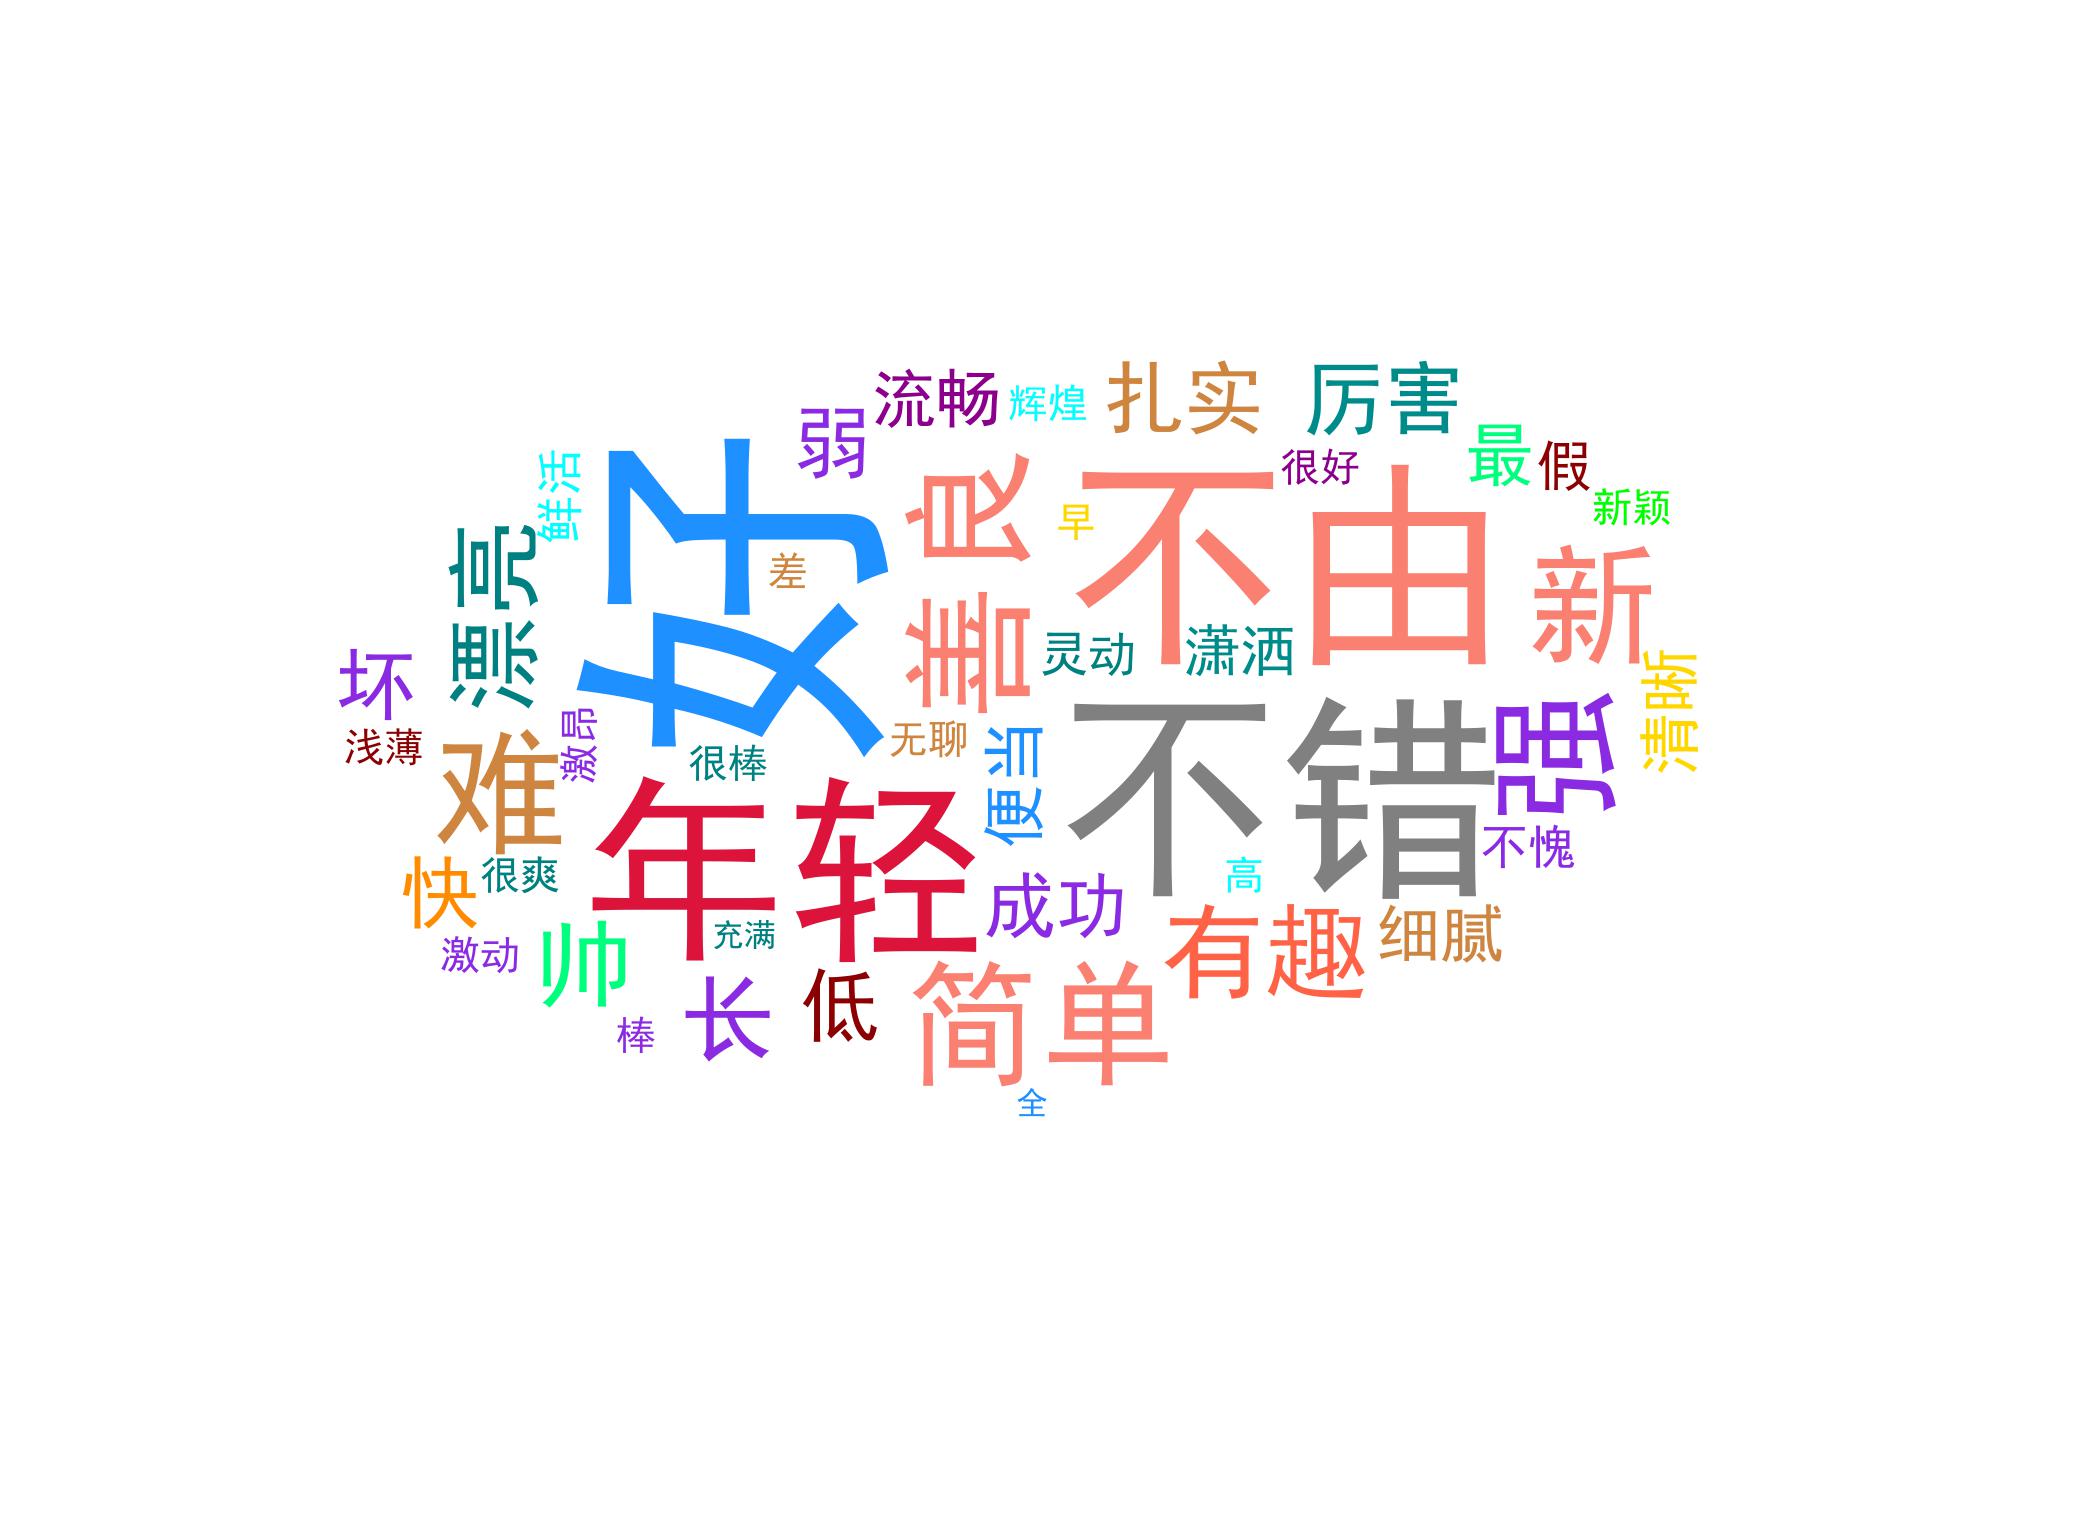 流畅
辉煌
扎实
厉害
弱
最
假
很好
鲜活
好
善良
早
不由
新颖
新
漂亮
差
灵动
潇洒
坏
清晰
浅薄
难
激昂
很棒
无聊
便当
不错
强
年轻
不愧
快
很爽
成功
高
激动
帅
充满
有趣
细腻
棒
长
低
简单
全